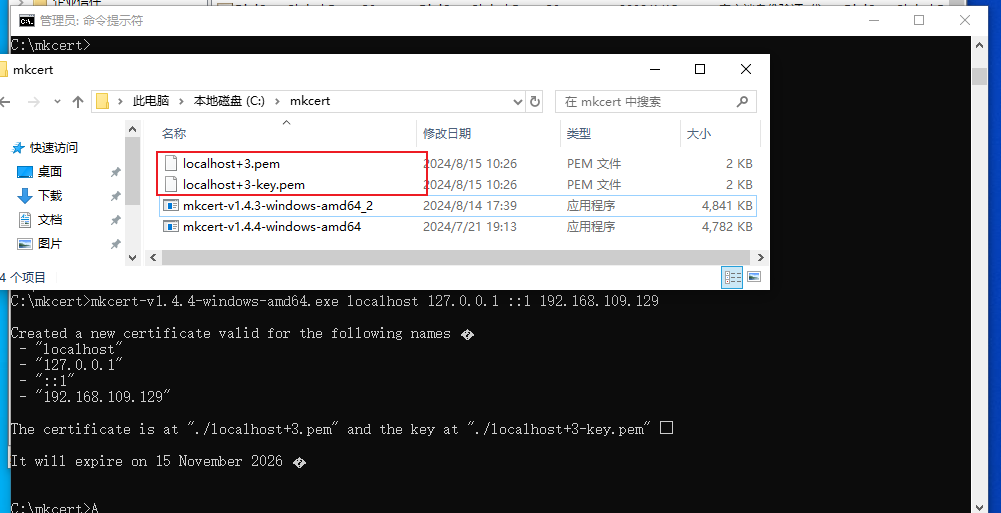 管理员: 命令提示符
C:\mkcert>
mkcert
此电脑 > 本地磁盘 (C:) > mkcert
在 mkcert 中搜索
快速访问
桌面
下载
文档
图片
名称 修改日期 类型 大小
localhost+3.pem 2024/8/15 10:26 PEM 文件 2 KB
localhost+3-key.pem 2024/8/15 10:26 PEM 文件 2 KB
mkcert-v1.4.3-windows-amd64_2 2024/8/14 17:39 应用程序 4,841 KB
mkcert-v1.4.4-windows-amd64 2024/7/21 19:13 应用程序 4,782 KB
4 个项目
C:\mkcert>mkcert-v1.4.4-windows-amd64.exe localhost 127.0.0.1 ::1 192.168.109.129
Created a new certificate valid for the following names �
- "localhost"
- "127.0.0.1"
- "::1"
- "192.168.109.129"
The certificate is at "./localhost+3.pem" and the key at "./localhost+3-key.pem" □
It will expire on 15 November 2026 �
C:\mkcert>A